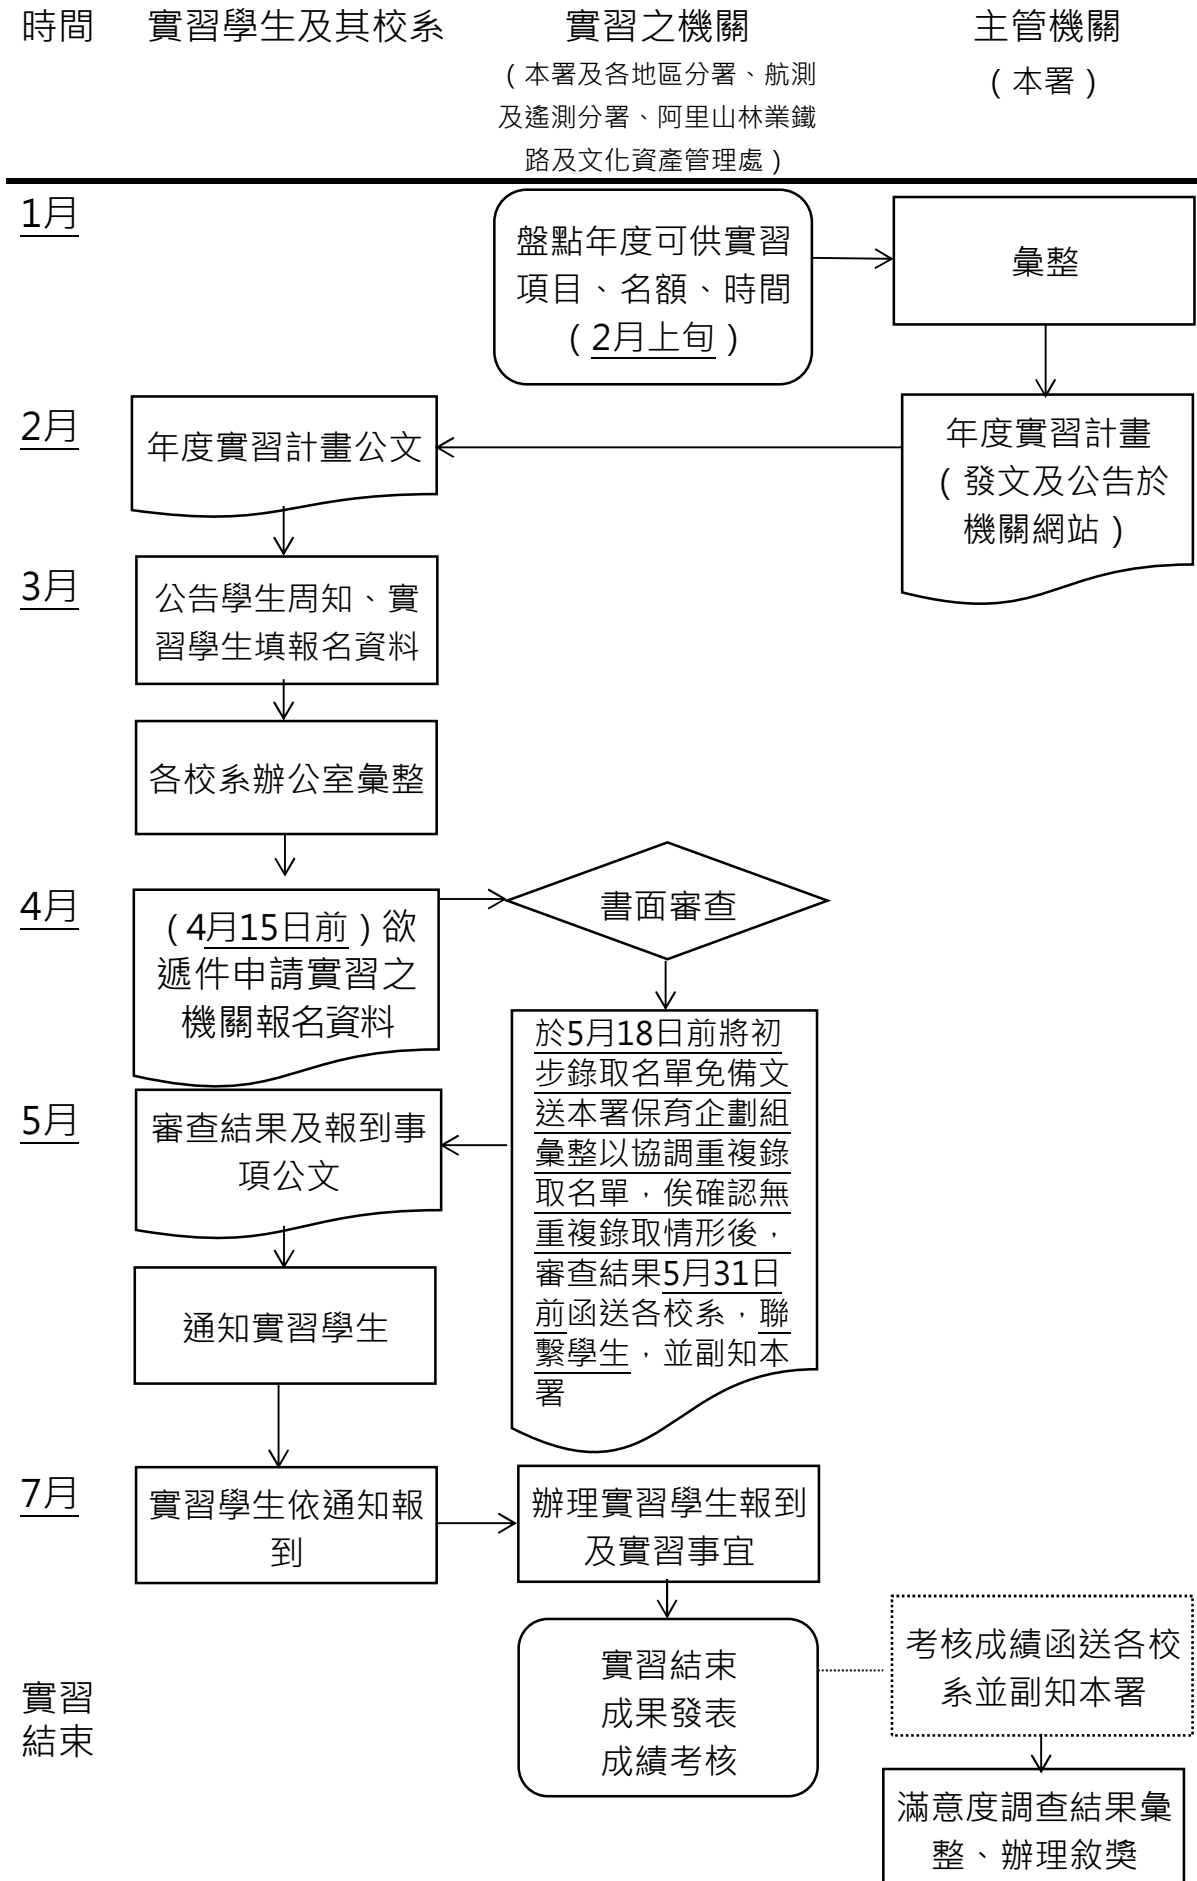 時間
實習學生及其校系
實習之機關
（本署及各地區分署、航測
及遙測分署、阿里山林業鐵
路及文化資產管理處）
主管機關
（本署）
1月
盤點年度可供實習
項目、名額、時間
（2月上旬）
彙整
2月
年度實習計畫公文
年度實習計畫
（發文及公告於
機關網站）
3月
公告學生周知、實
習學生填報名資料
各校系辦公室彙整
4月
（4月15日前）欲
遞件申請實習之
機關報名資料
書面審查
於5月18日前將初
步錄取名單免備文
送本署保育企劃組
彙整以協調重複錄
取名單，俟確認無
重複錄取情形後，
審查結果5月31日
前函送各校系，聯
繫學生，並副知本
署
5月
審查結果及報到事
項公文
通知實習學生
7月
實習學生依通知報
到
辦理實習學生報到
及實習事宜
實習
結束
實習結束
成果發表
成績考核
考核成績函送各校
系並副知本署
滿意度調查結果彙
整、辦理敘獎